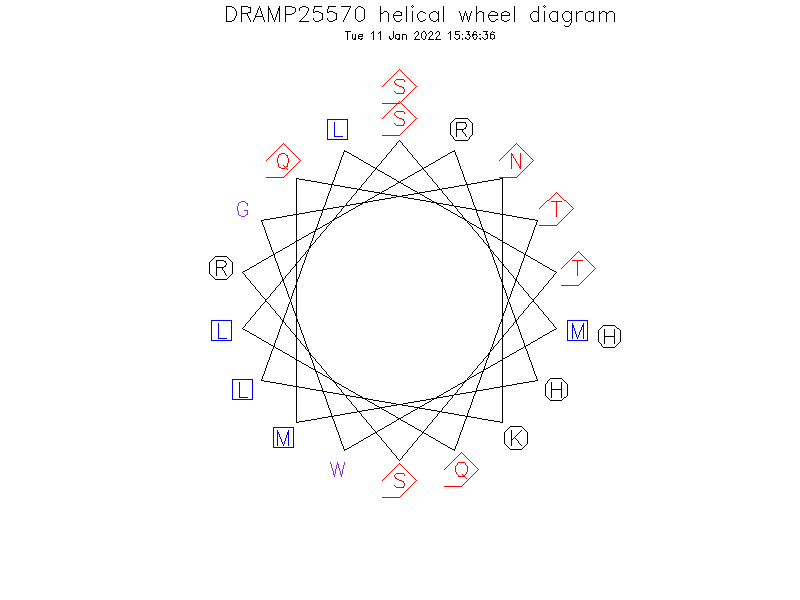 DRAMP25570 helical wheel diagram
Tue 11 Jan 2022 15:36:36
S
S
L R
Q N
G T
R T
L M H
L H
M K
W S Q